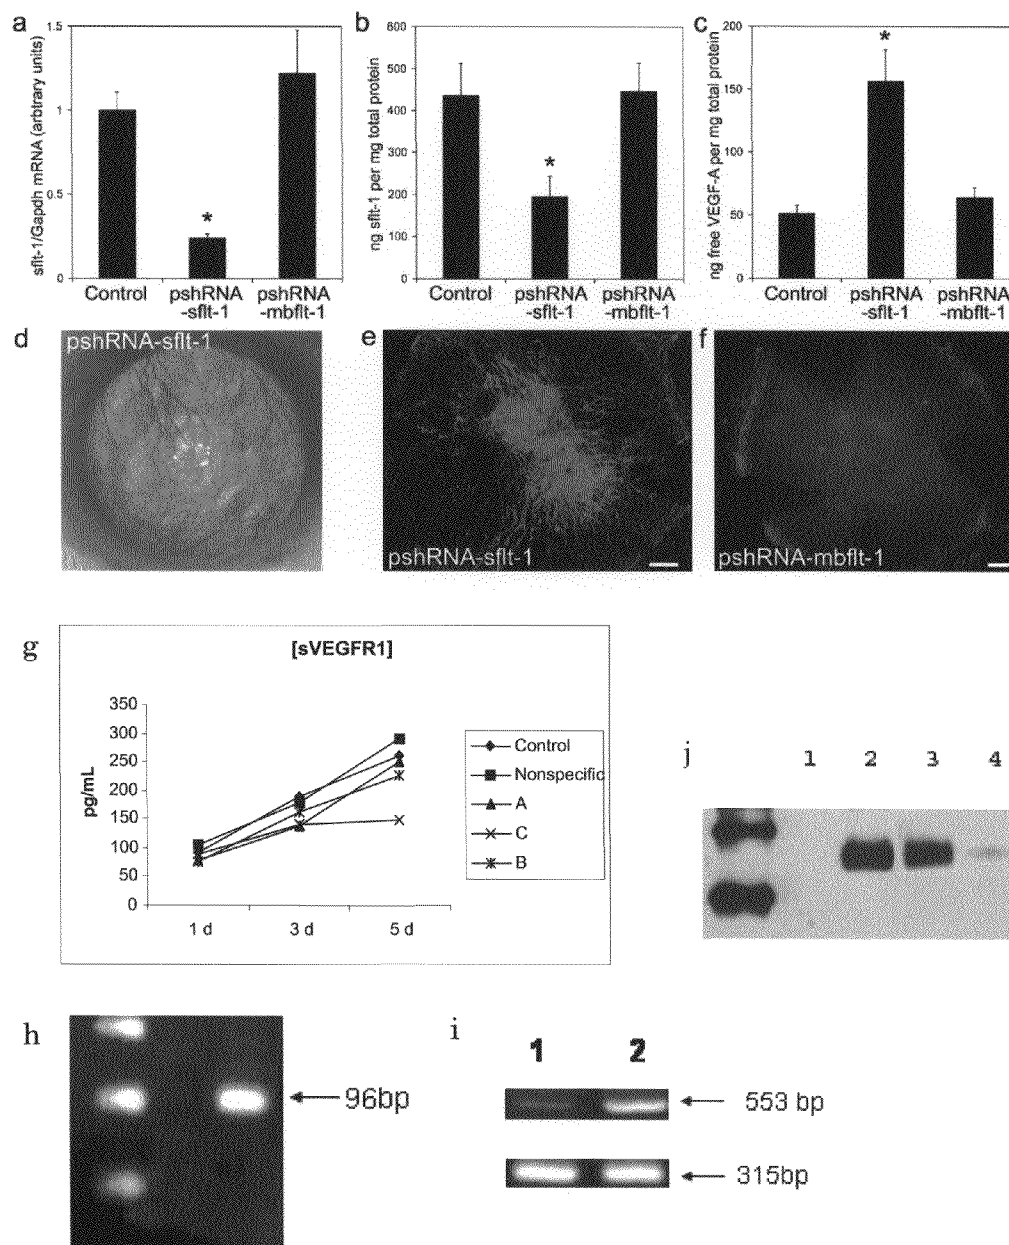 a
sflt-1/Gapdh mRNA (arbtrary units)
1.5
1
0.5
0
Control
pshRNA
-sflt-1
pshRNA
-mbflt-1
b
ng sflt-1 per mg total protein
600
500
400
300
200
100
0
*
Control
pshRNA
-sflt-1
pshRNA
-mbflt-1
c
ng free VEGF-A per mg total protein
200
150
100
50
0
*
Control
pshRNA
-sflt-1
pshRNA
-mbflt-1
*
d
pshRNA-sflt-1
e
pshRNA-sflt-1
f
pshRNA-mbflt-1
g
[sVEGFR1]
pg/mL
350
300
250
200
150
100
50
0
1 d
3 d
5 d
Control
Nonspecific
A
C
B
j
1 2 3 4
h
96bp
i
1 2
553 bp
315bp